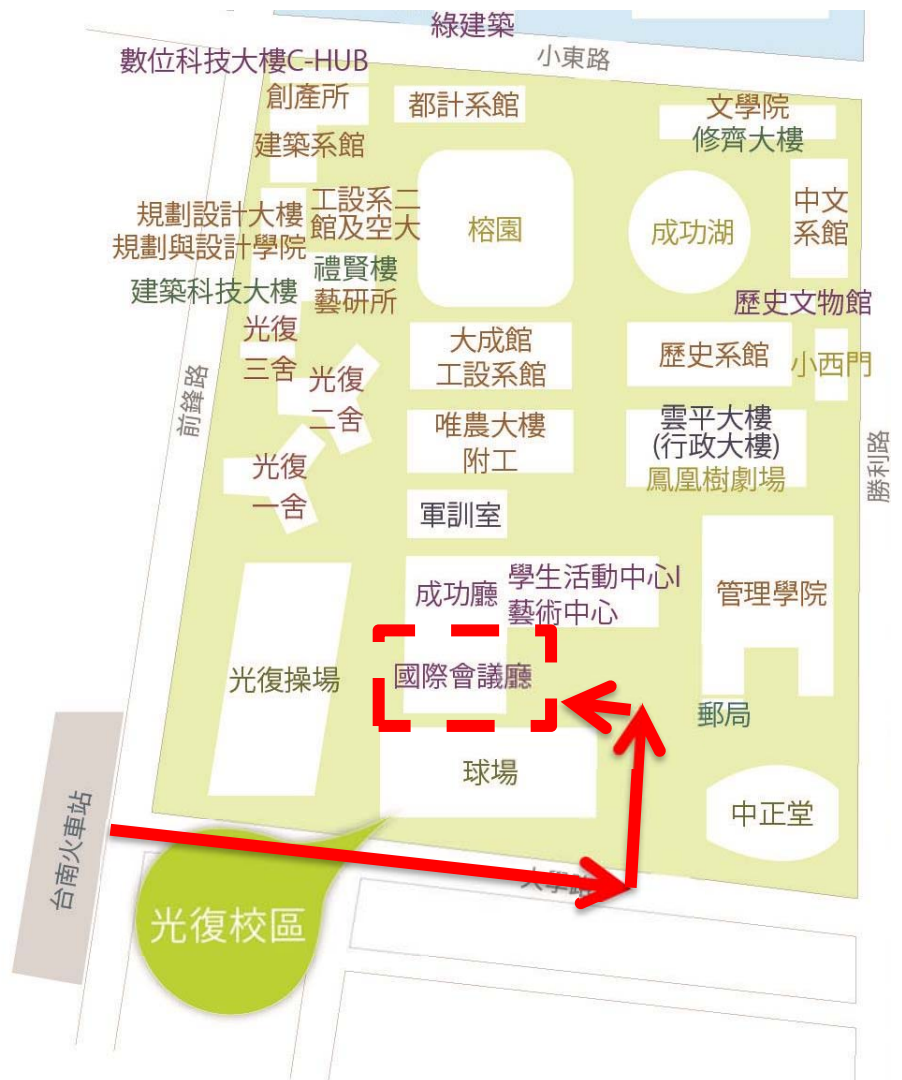 綠建築
小東路
數位科技大樓C-HUB
創產所
都計系館
文學院
修齊大樓
建築系館
規劃設計大樓
規劃與設計學院
工設系二
館及空大
榕園
成功湖
中文
系館
建築科技大樓
禮賢樓
藝研所
歷史文物館
光復
三舍
大成館
工設系館
歷史系館
小西門
前鋒路
光復
二舍
唯農大樓
附工
雲平大樓
(行政大樓)
鳳凰樹劇場
勝利路
光復
一舍
軍訓室
成功廳
學生活動中心I
藝術中心
管理學院
光復操場
國際會議廳
郵局
球場
中正堂
台南火車站
大學路
光復校區